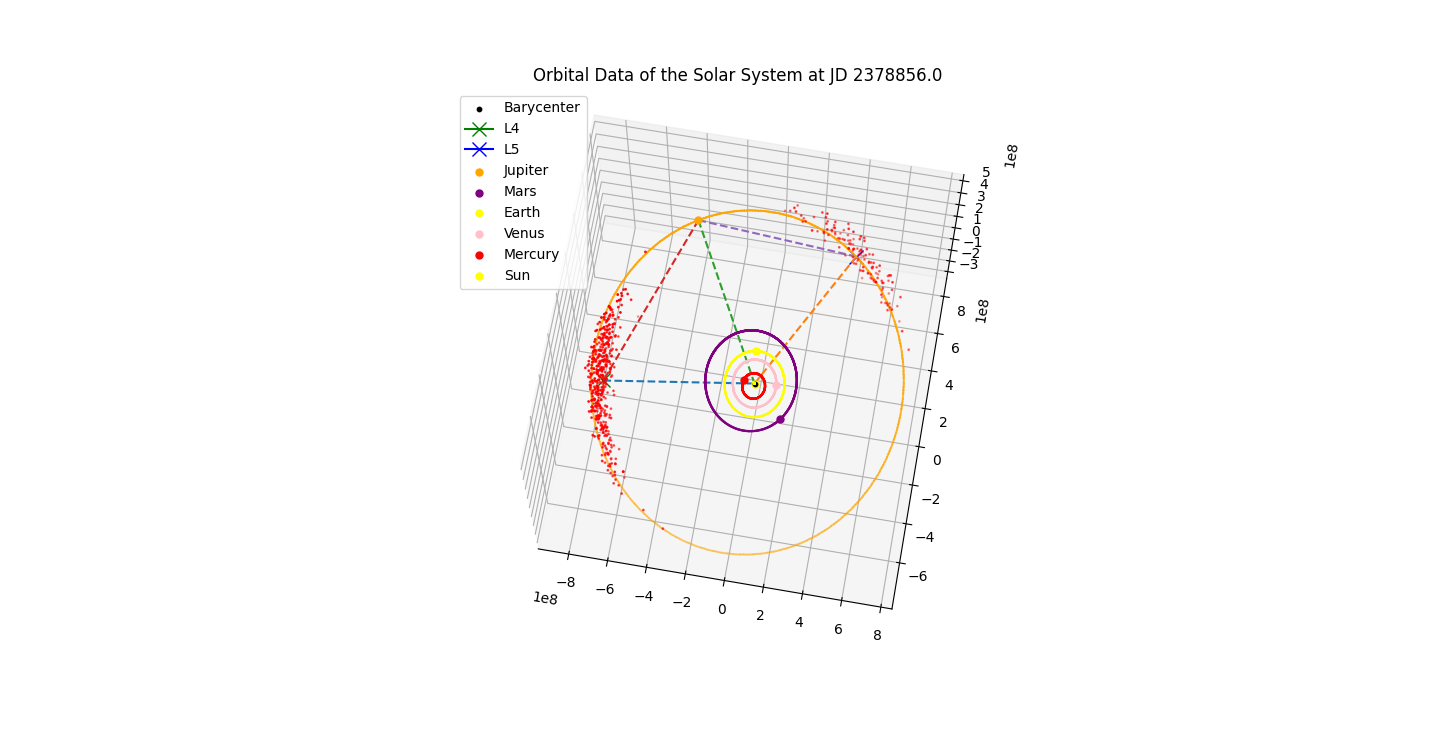 Orbital Data of the Solar System at JD 2378856.0
Barycenter
L4
L5
Jupiter
Mars
Earth
Venus
Mercury
Sun
1e8
5
4
3
2
1
0
−1
−2
−3
1e8
8
6
4
2
0
−2
−4
−6
1e8
−8
−6
−4
−2
0
2
4
6
8